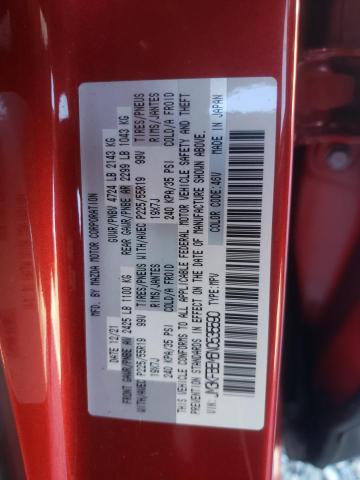 MFD. BY MAZDA MOTOR CORPORATION
DATE: 12/21 GVWR/PNBV 4724 LB 2143 KG
FRONT GAWR/PNBE AV 2425 LB 1100 KG REAR GAWR/PNBE AR 2299 LB 1043 KG
WITH/AVEC P225/55R19 99V TIRES/PNEUS WITH/AVEC P225/55R19 99V TIRES/PNEUS
19X7J RIMS/JANTES 19X7J RIMS/JANTES
240 KPA/35 PSI COLD/A FROID 240 KPA/35 PSI COLD/A FROID
THIS VEHICLE CONFORMS TO ALL APPLICABLE FEDERAL MOTOR VEHICLE SAFETY AND THEFT
PREVENTION STANDARDS IN EFFECT ON THE DATE OF MANUFACTURE SHOWN ABOVE.
VIN: TYPE: MPV COLOR CODE: 46V MADE IN JAPAN